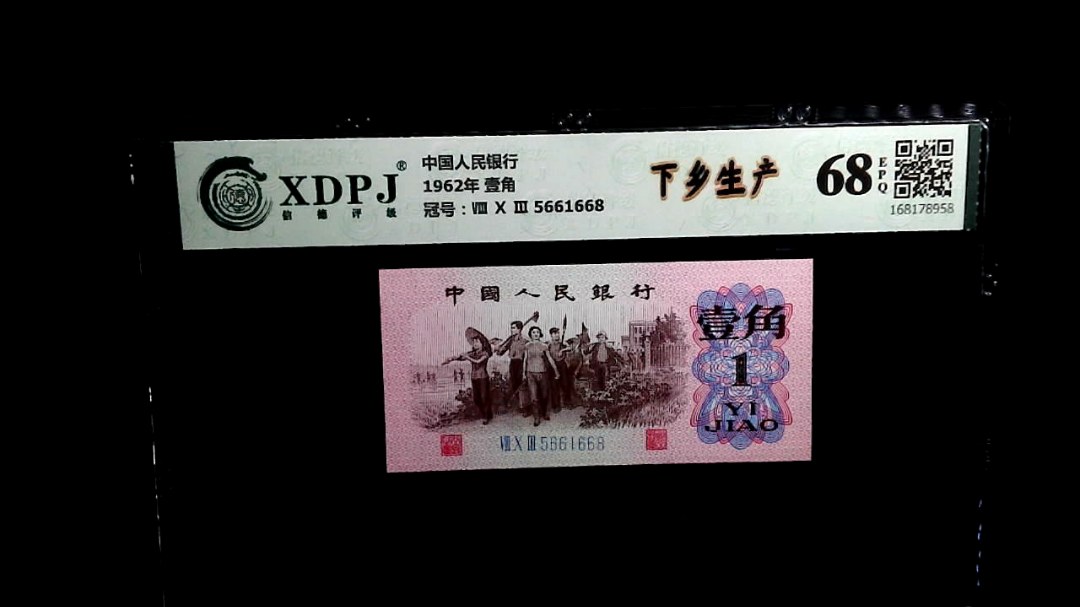 XDPJ®
信德评级
中国人民银行
1962年 壹角
冠号：Ⅷ Ⅹ Ⅲ 5661668
下乡生产
68
EPQ
168178958
中國人民銀行
壹角
1
YI
JIAO
Ⅷ Ⅹ Ⅲ 5661668